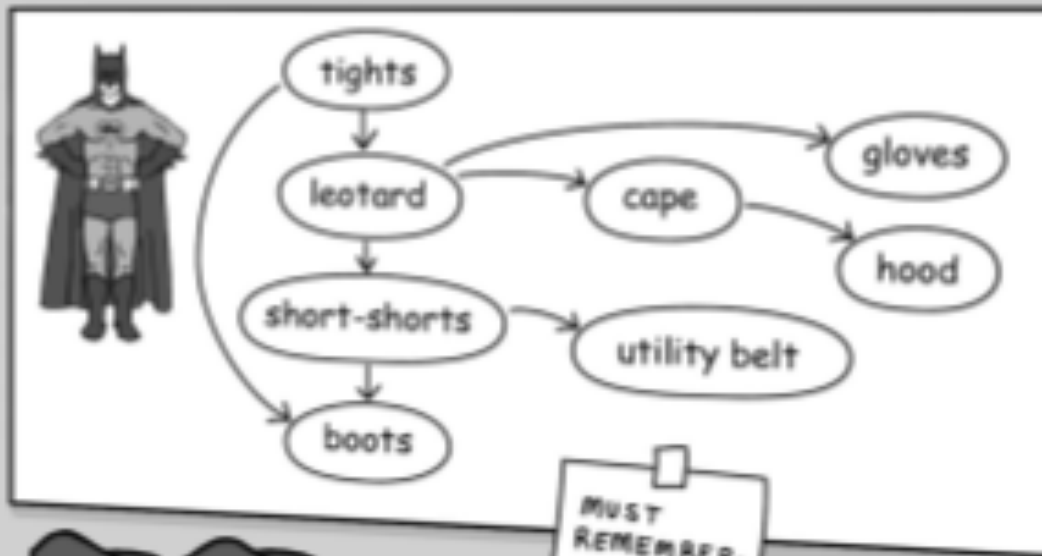 tights
gloves
leotard
cape
hood
short-shorts
utility belt
boots
MUST
REMEMBER